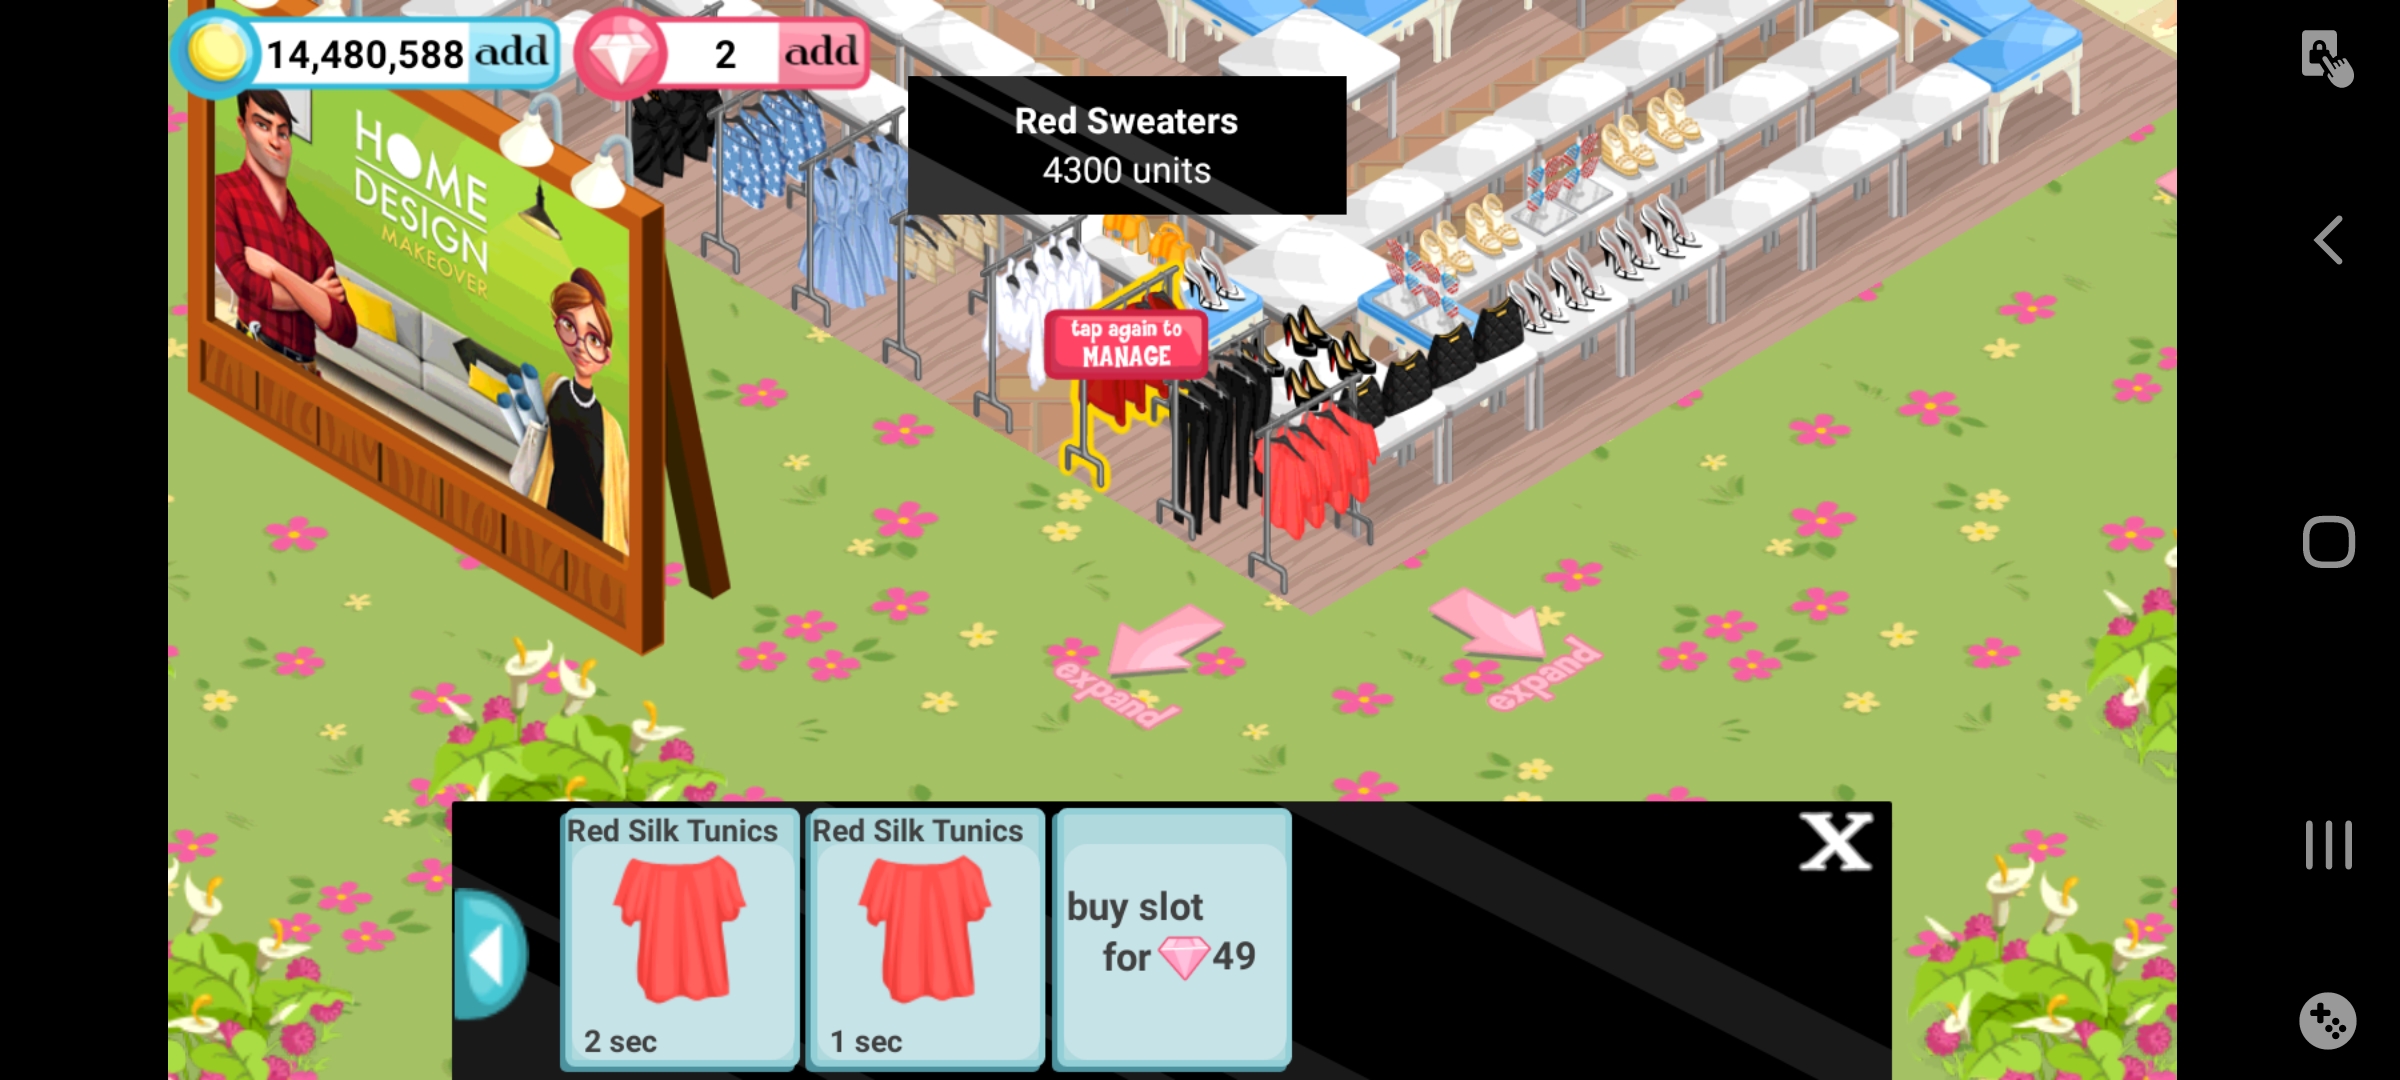 14,480,588 add
2 add
Red Sweaters
4300 units
HOME
DESIGN
MAKEOVER
tap again to
MANAGE
expand
expand
Red Silk Tunics
2 sec
Red Silk Tunics
1 sec
buy slot
for 49
X